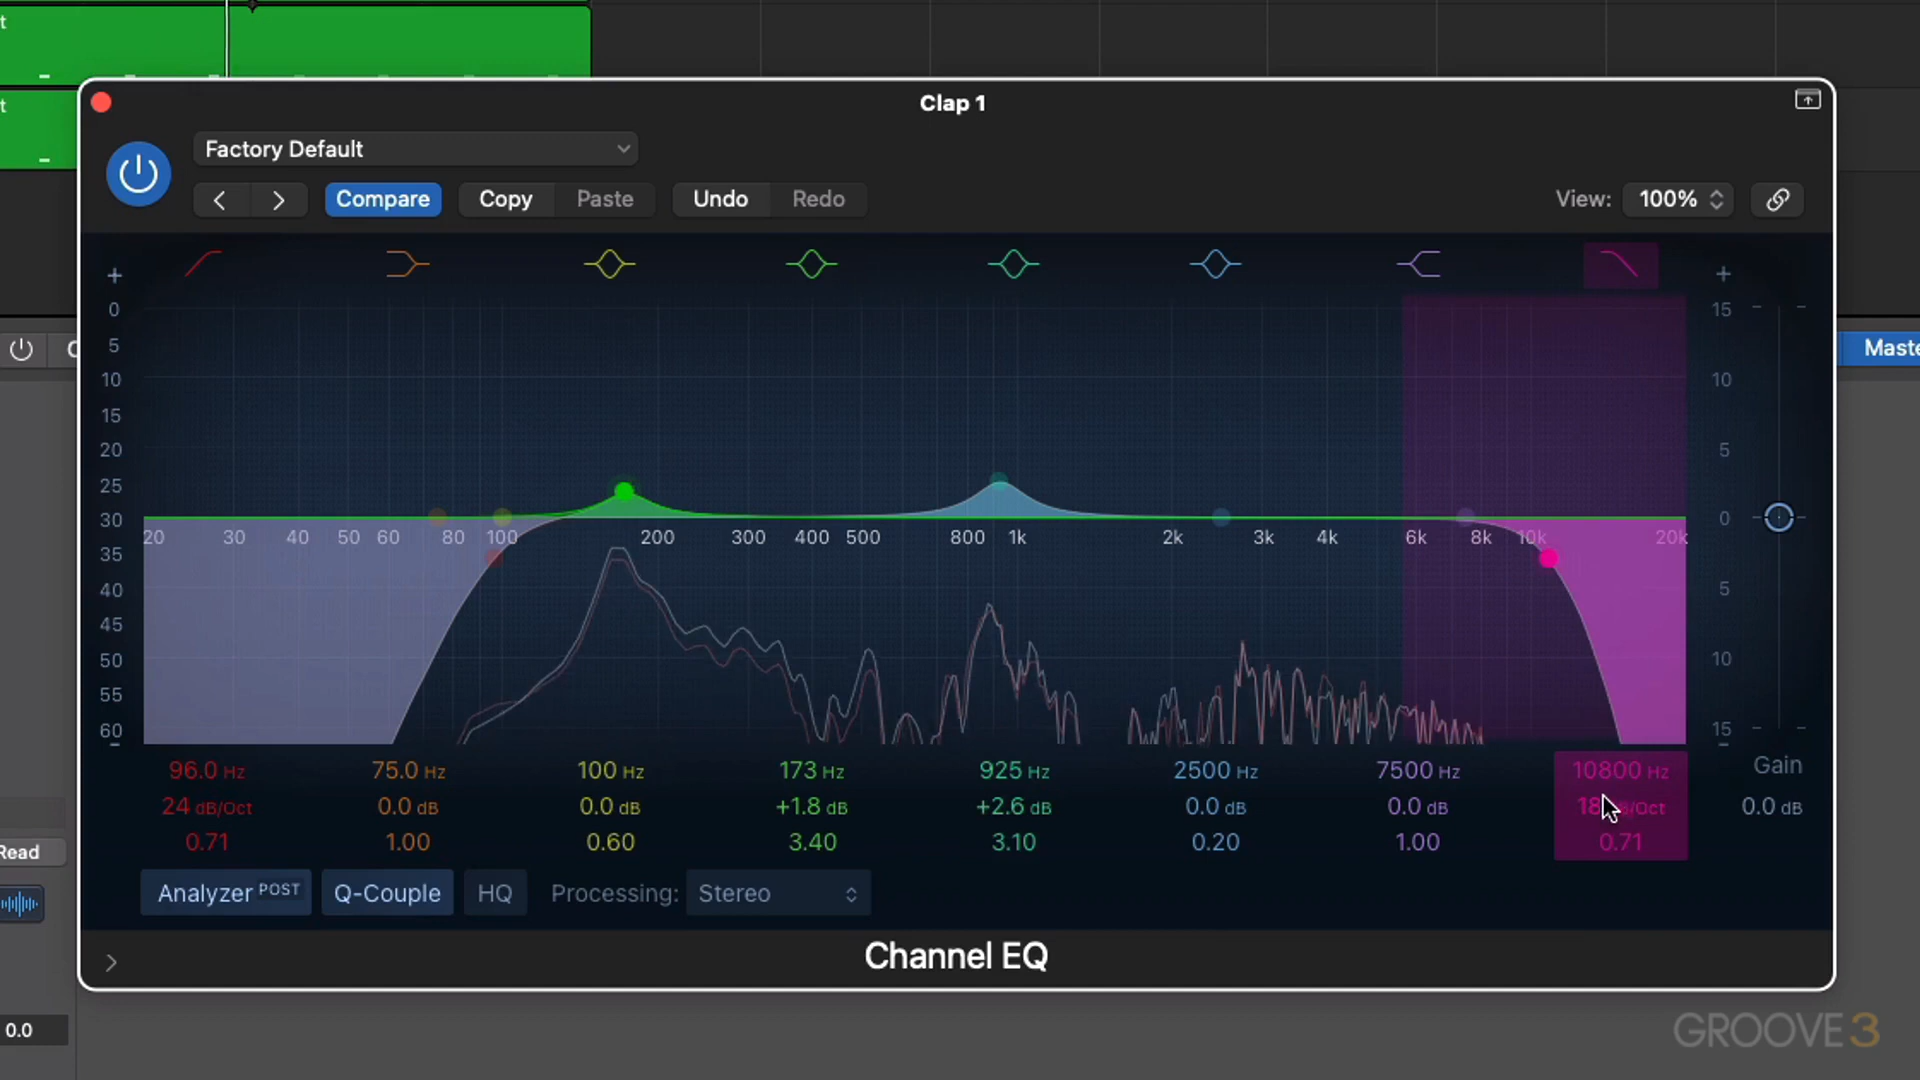 t
t
Clap 1
Factory Default
Compare
Copy
Paste
Undo
Redo
View: 100%
+
+
0 5 10 15 20 25 30 35 40 45 50 55 60
15 10 5 0 5 10 15
20 30 40 50 60 80 100 200 300 400 500 800 1k 2k 3k 4k 6k 8k 10k 20k
96.0 Hz 75.0 Hz 100 Hz 173 Hz 925 Hz 2500 Hz 7500 Hz 10800 Hz Gain
24 dB/Oct 0.0 dB 0.0 dB +1.8 dB +2.6 dB 0.0 dB 0.0 dB /Oct 0.0 dB
0.71 1.00 0.60 3.40 3.10 0.20 1.00 0.71
Analyzer POST Q-Couple HQ Processing: Stereo
Channel EQ
Read
0.0
Maste
GROOVE3